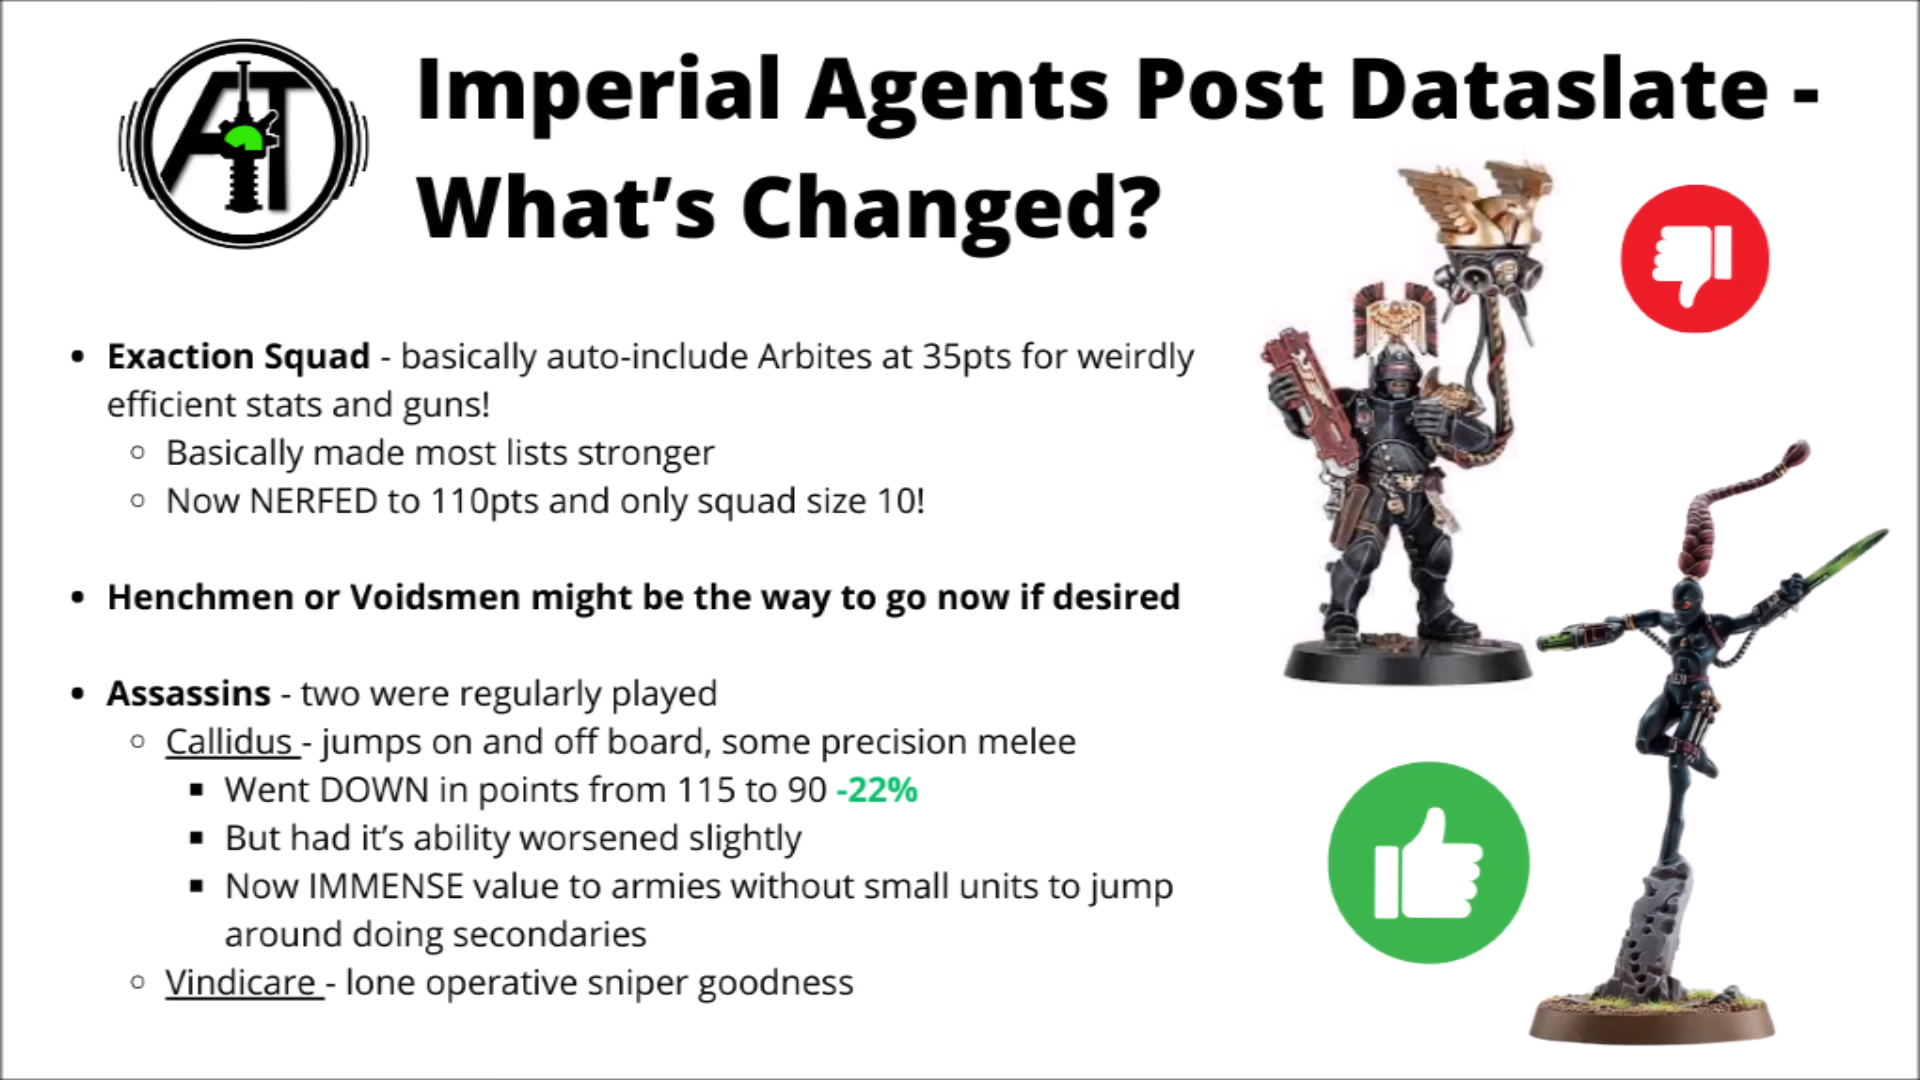 AT
Imperial Agents Post Dataslate -
What's Changed?
• Exaction Squad - basically auto-include Arbites at 35pts for weirdly
efficient stats and guns!
◦ Basically made most lists stronger
◦ Now NERFED to 110pts and only squad size 10!
• Henchmen or Voidsmen might be the way to go now if desired
• Assassins - two were regularly played
◦ Callidus - jumps on and off board, some precision melee
▪ Went DOWN in points from 115 to 90 -22%
▪ But had it's ability worsened slightly
▪ Now IMMENSE value to armies without small units to jump
around doing secondaries
◦ Vindicare - lone operative sniper goodness